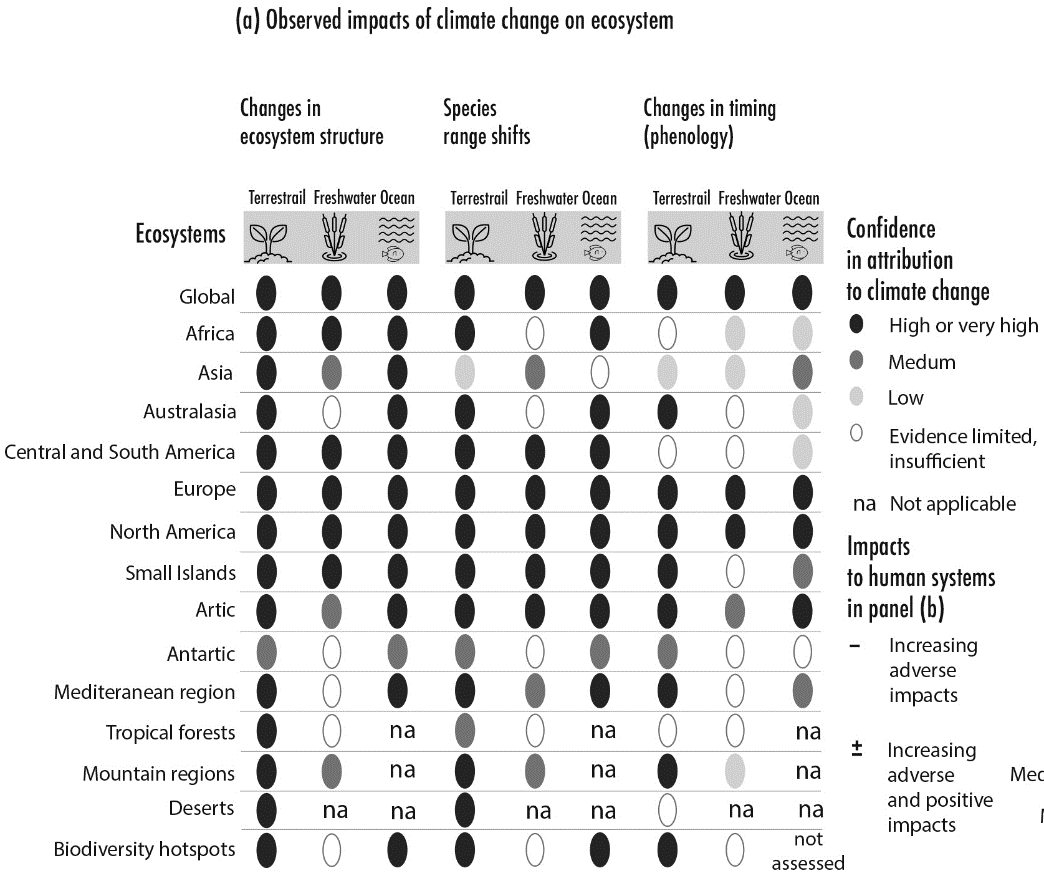 (a) Observed impacts of climate change on ecosystem
Changes in
ecosystem structure
Species
range shifts
Changes in timing
(phenology)
Terrestrail Freshwater Ocean
Terrestrail Freshwater Ocean
Terrestrail Freshwater Ocean
Ecosystems
Global
Africa
Asia
Australasia
Central and South America
Europe
North America
Small Islands
Artic
Antartic
Mediteranean region
Tropical forests na na na
Mountain regions na na na
Deserts na na na na na na
Biodiversity hotspots
not
assessed
Confidence
in attribution
to climate change
High or very high
Medum
Low
Evidence limited,
insufficient
na Not applicable
Impacts
to human systems
in panel (b)
– Increasing
adverse
impacts
± Increasing
adverse
and positive
impacts